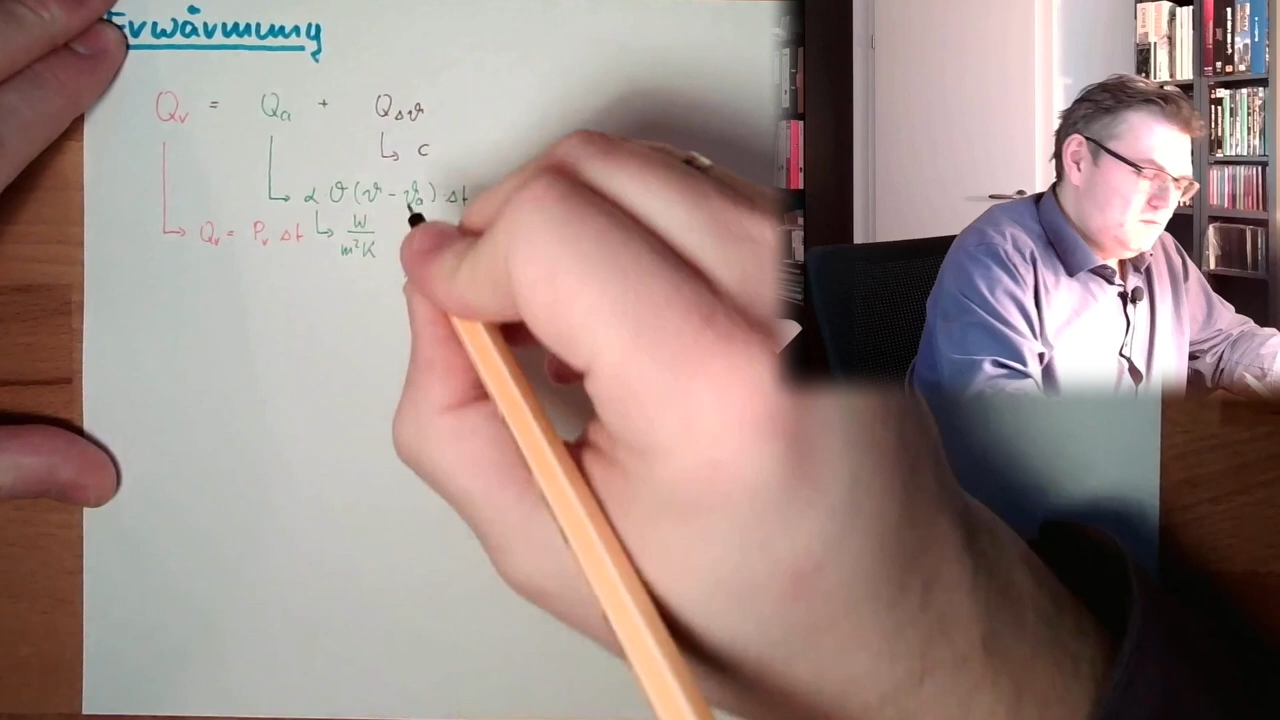 Erwärmung
Qv = Qa + QΔϑ
↳ c
↳ α O (ϑ - ϑa) · Δt
↳ Qv = Pv Δt ↳ W/m²K